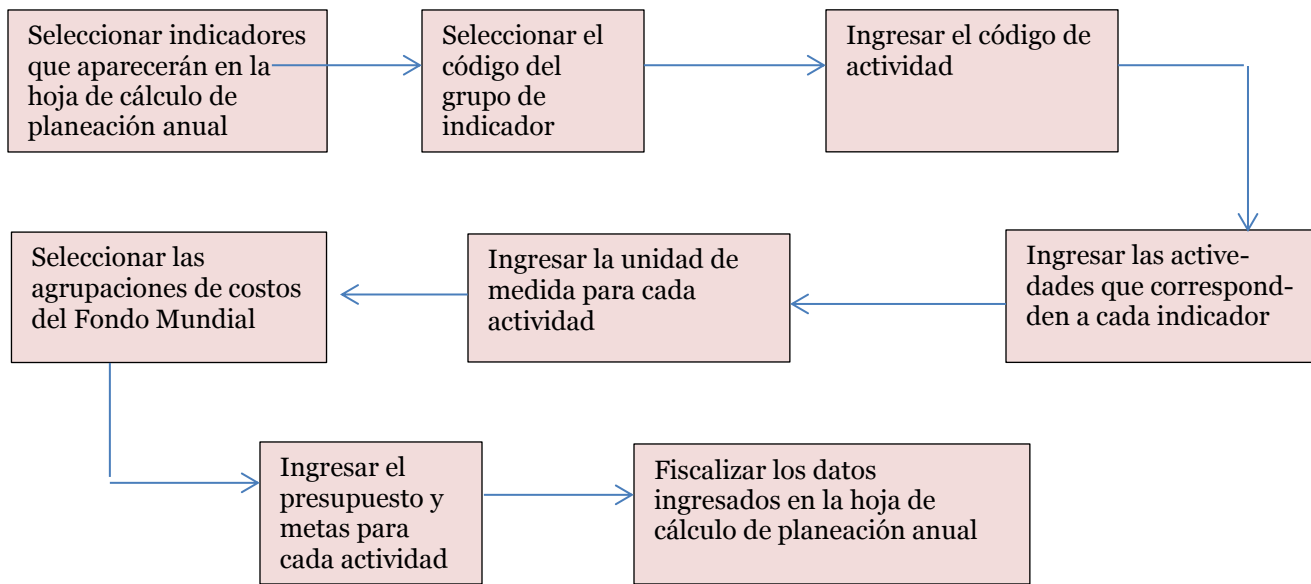 Seleccionar indicadores
que aparecerán en la
hoja de cálculo de
planeación anual
Seleccionar el
código del
grupo de
indicador
Ingresar el código de
actividad
Ingresar las active-
dades que correspond-
den a cada indicador
Ingresar la unidad de
medida para cada
actividad
Seleccionar las
agrupaciones de costos
del Fondo Mundial
Ingresar el
presupuesto y
metas para
cada actividad
Fiscalizar los datos
ingresados en la hoja de
cálculo de planeación anual